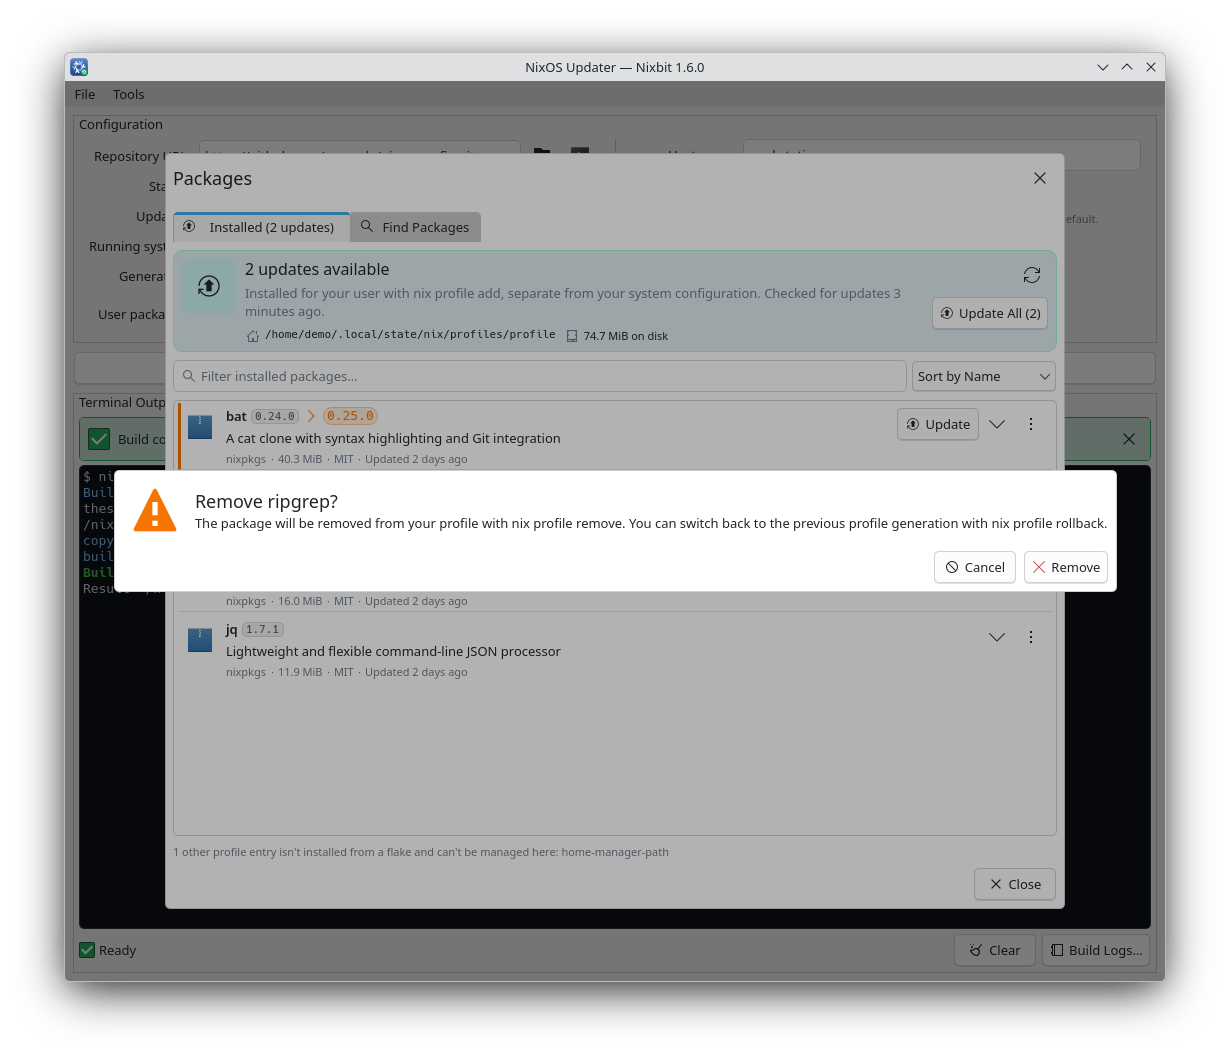 NixOS Updater — Nixbit 1.6.0
File Tools
Configuration
Repository
Packages
Installed (2 updates) Find Packages
efault.
Running
2 updates available
Installed for your user with nix profile add, separate from your system configuration. Checked for updates 3
minutes ago.
Update All (2)
/home/demo/.local/state/nix/profiles/profile 74.7 MiB on disk
User
Filter installed packages... Sort by Name
Terminal
bat 0.24.0 0.25.0
Update
A cat clone with syntax highlighting and Git integration
nixpkgs · 40.3 MiB · MIT · Updated 2 days ago
Build
Remove ripgrep?
The package will be removed from your profile with nix profile remove. You can switch back to the previous profile generation with nix profile rollback.
Cancel Remove
nixpkgs · 16.0 MiB · MIT · Updated 2 days ago
jq 1.7.1
Lightweight and flexible command-line JSON processor
nixpkgs · 11.9 MiB · MIT · Updated 2 days ago
1 other profile entry isn't installed from a flake and can't be managed here: home-manager-path
Close
Ready Clear Build Logs...